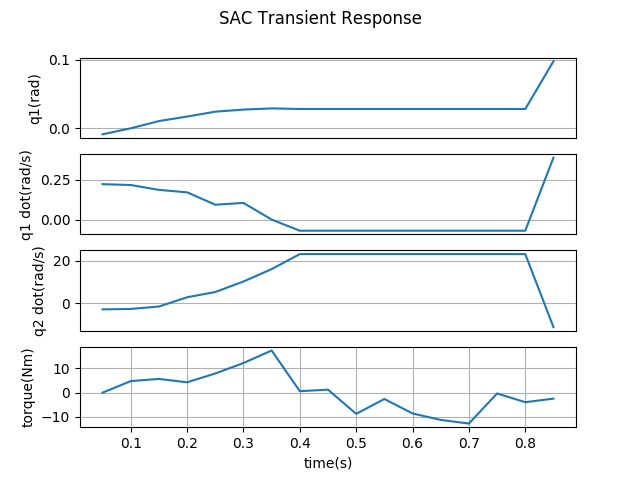 SAC Transient Response
0.1
0.0
q1(rad)
0.25
0.00
q1 dot(rad/s)
20
0
q2 dot(rad/s)
10
0
−10
torque(Nm)
0.1 0.2 0.3 0.4 0.5 0.6 0.7 0.8
time(s)